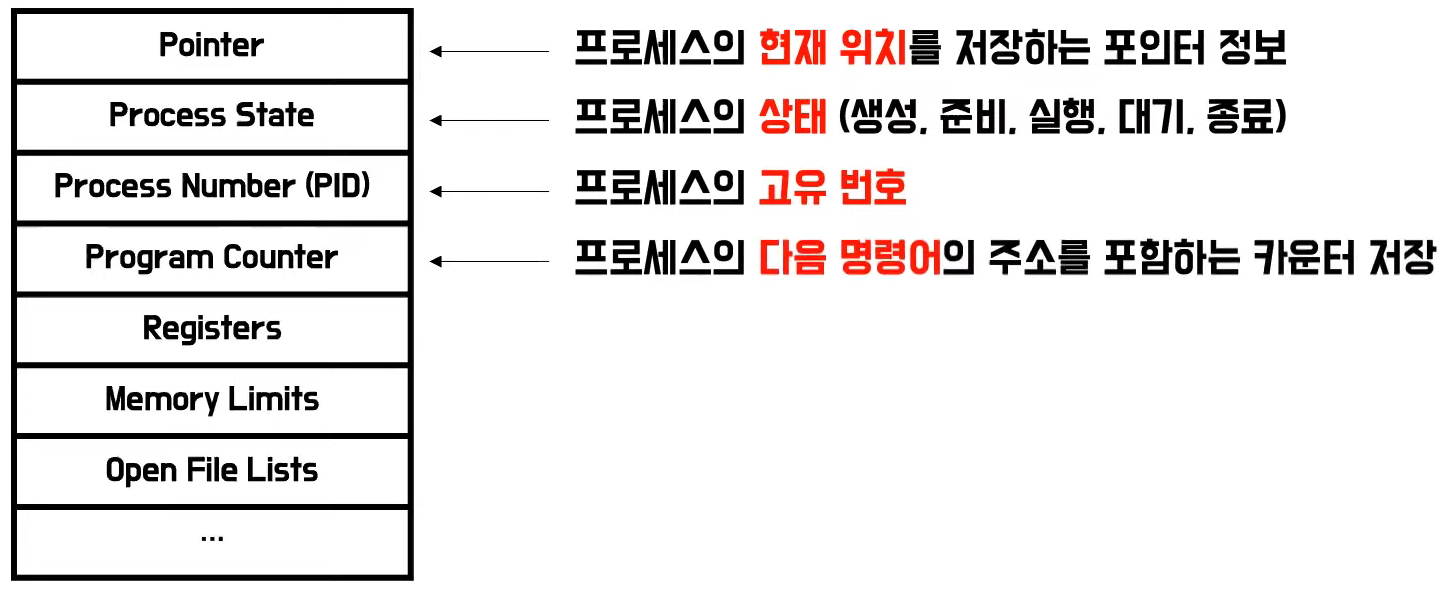 Pointer
프로세스의 현재 위치를 저장하는 포인터 정보
Process State
프로세스의 상태 (생성, 준비, 실행, 대기, 종료)
Process Number (PID)
프로세스의 고유 번호
Program Counter
프로세스의 다음 명령어의 주소를 포함하는 카운터 저장
Registers
Memory Limits
Open File Lists
...